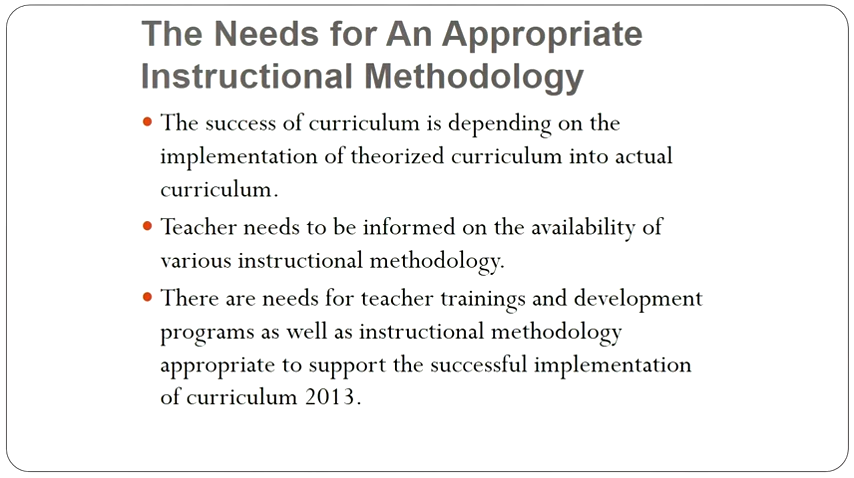 The Needs for An Appropriate
Instructional Methodology
• The success of curriculum is depending on the
implementation of theorized curriculum into actual
curriculum.
• Teacher needs to be informed on the availability of
various instructional methodology.
• There are needs for teacher trainings and development
programs as well as instructional methodology
appropriate to support the successful implementation
of curriculum 2013.